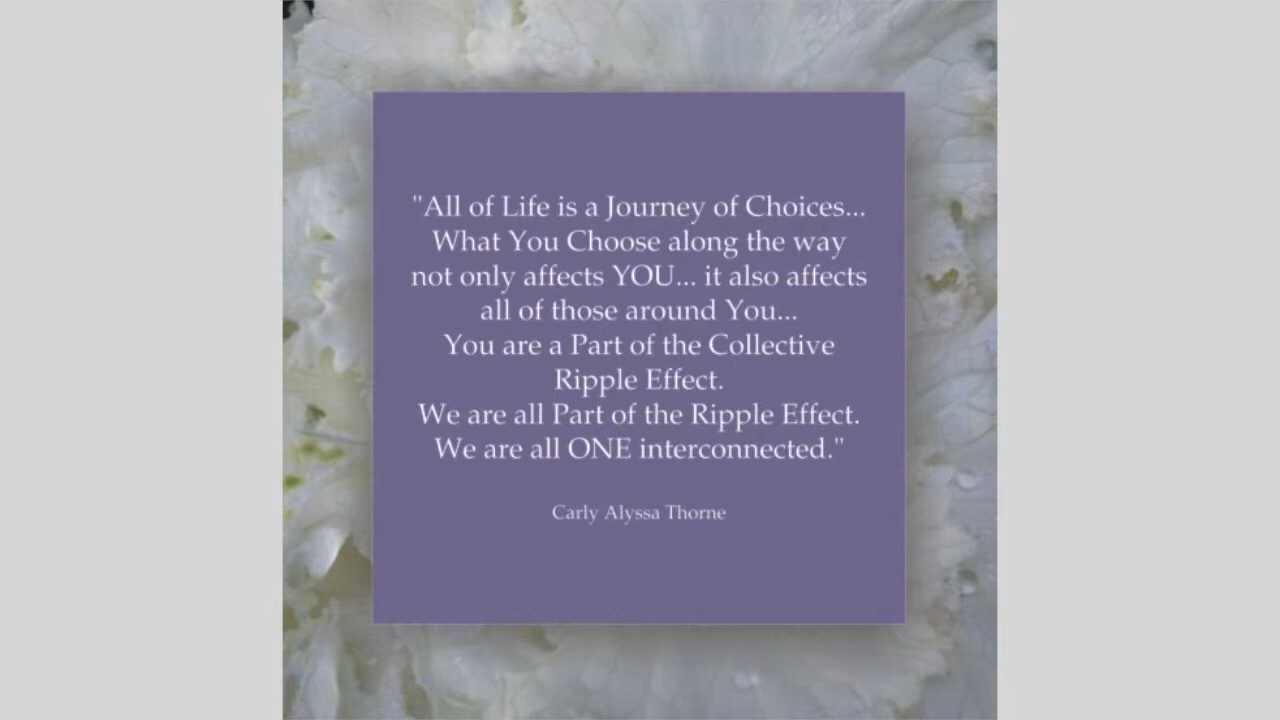 "All of Life is a Journey of Choices...
What You Choose along the way
not only affects YOU... it also affects
all of those around You...
You are a Part of the Collective
Ripple Effect.
We are all Part of the Ripple Effect.
We are all ONE interconnected."
Carly Alyssa Thorne